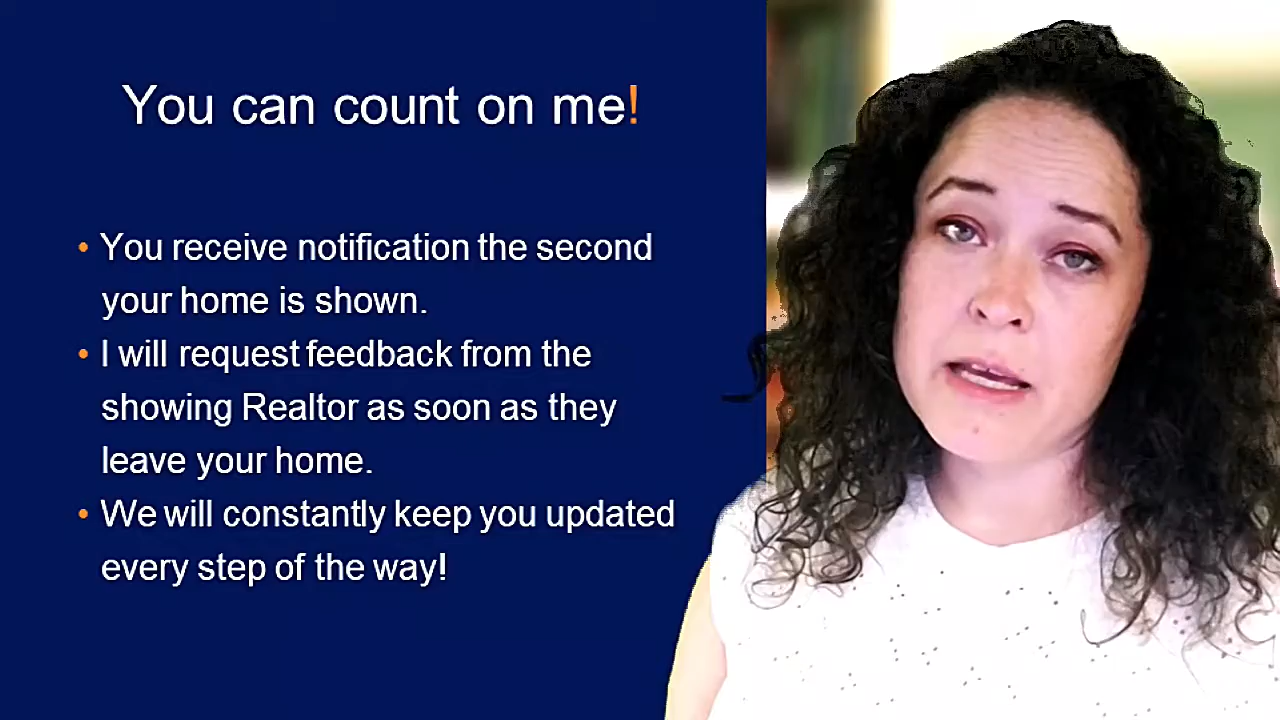 You can count on me!
• You receive notification the second
your home is shown.
• I will request feedback from the
showing Realtor as soon as they
leave your home.
• We will constantly keep you updated
every step of the way!